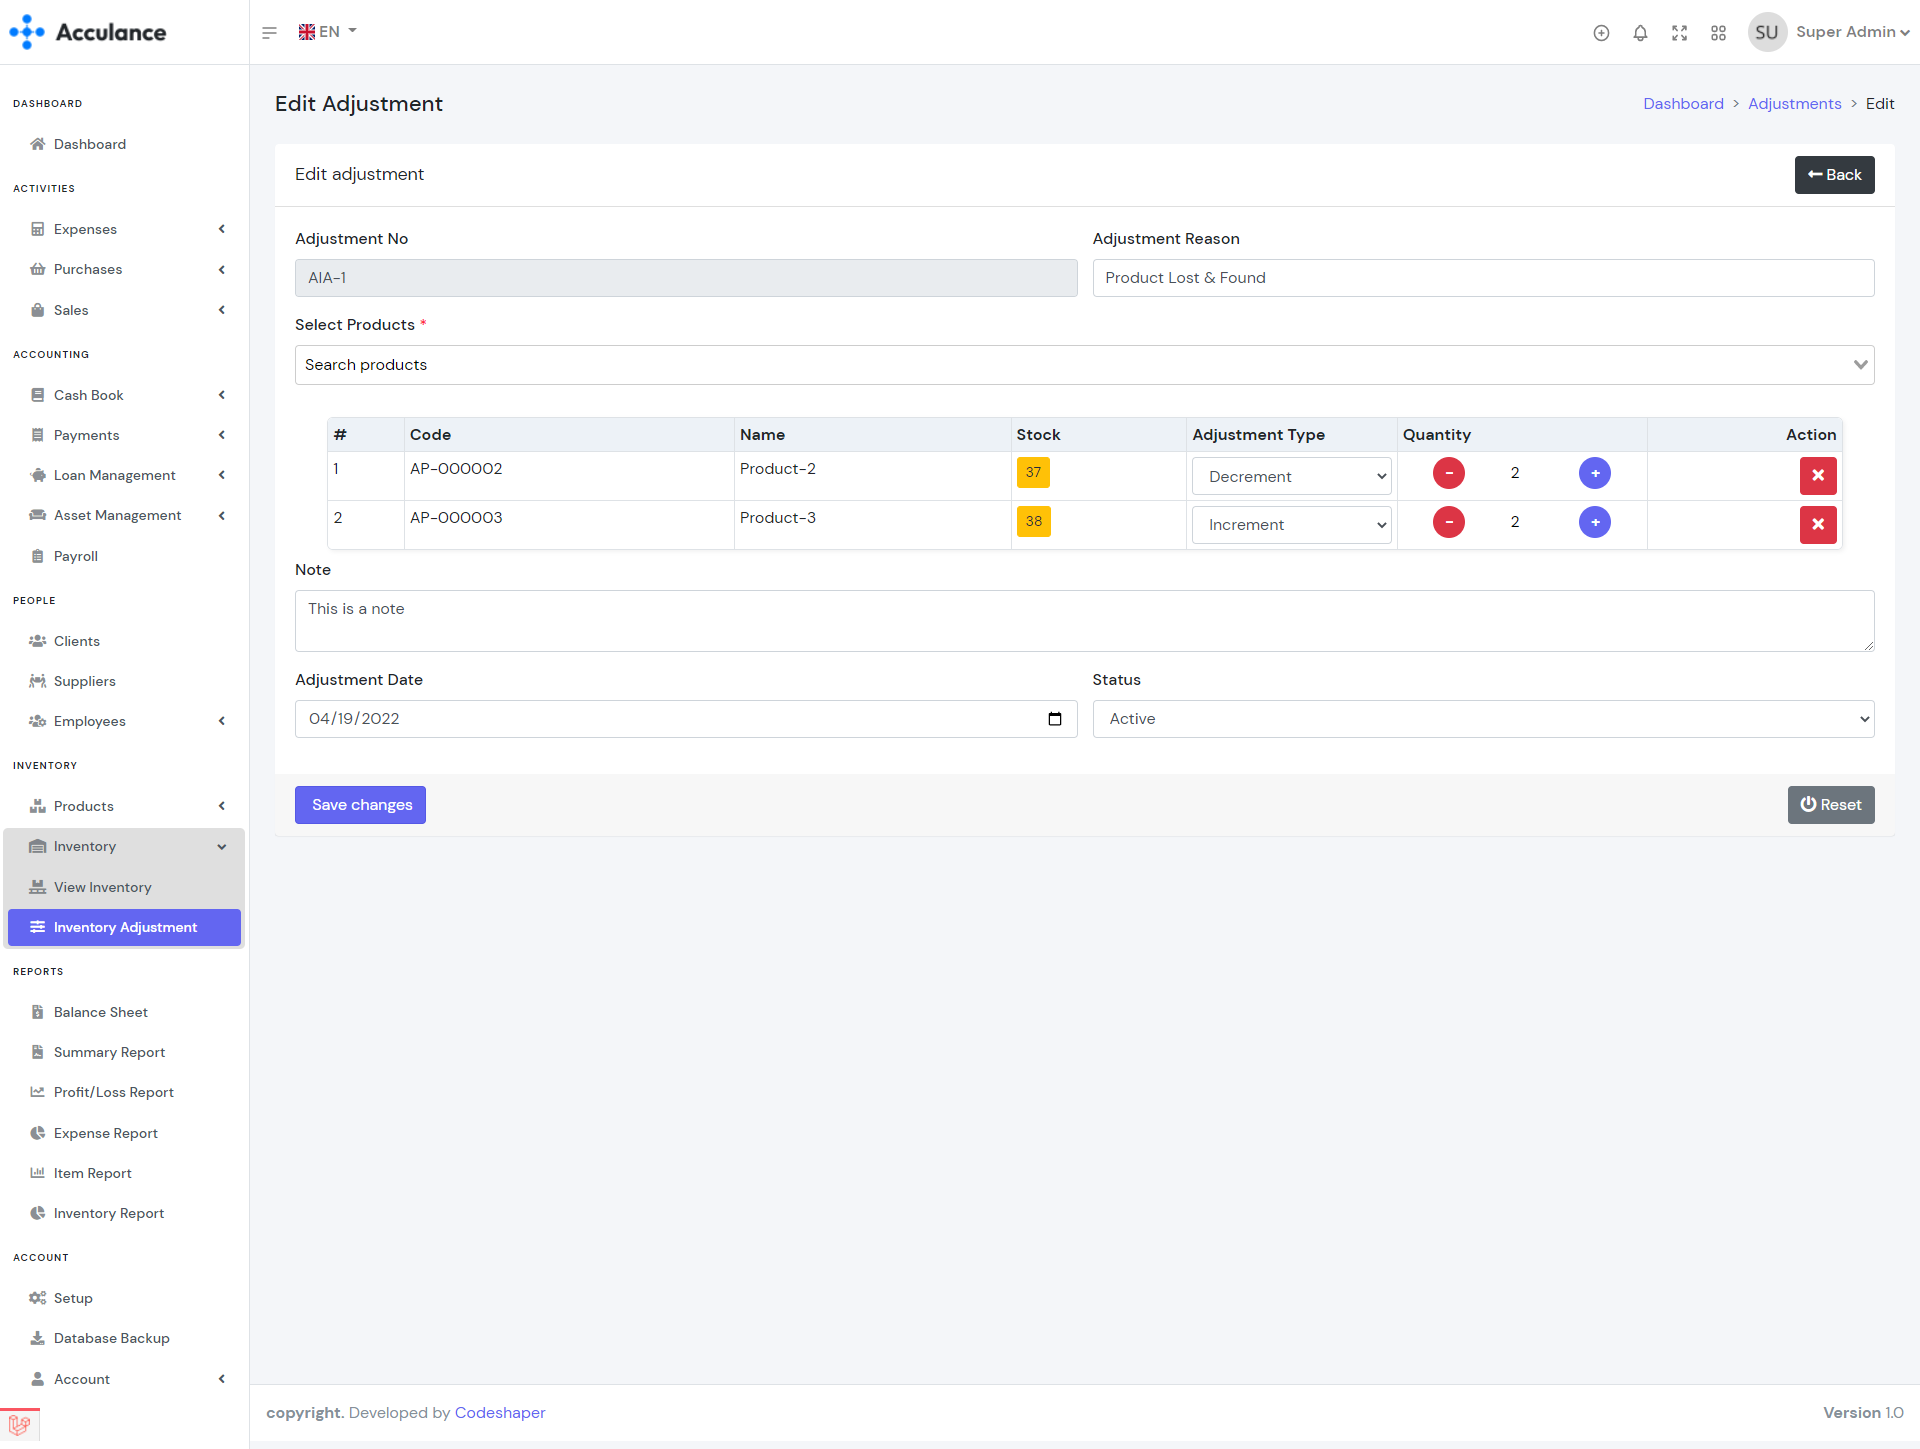 Acculance
EN
SU Super Admin
DASHBOARD
Dashboard
ACTIVITIES
Expenses
Purchases
Sales
ACCOUNTING
Cash Book
Payments
Loan Management
Asset Management
Payroll
PEOPLE
Clients
Suppliers
Employees
INVENTORY
Products
Inventory
View Inventory
Inventory Adjustment
REPORTS
Balance Sheet
Summary Report
Profit/Loss Report
Expense Report
Item Report
Inventory Report
ACCOUNT
Setup
Database Backup
Account
Edit Adjustment
Dashboard > Adjustments > Edit
Edit adjustment
Back
Adjustment No
AIA-1
Adjustment Reason
Product Lost & Found
Select Products *
Search products
# Code Name Stock Adjustment Type Quantity Action
1 AP-000002 Product-2 37 Decrement - 2 +
2 AP-000003 Product-3 38 Increment - 2 +
Note
This is a note
Adjustment Date
04/19/2022
Status
Active
Save changes
Reset
copyright. Developed by Codeshaper
Version 1.0